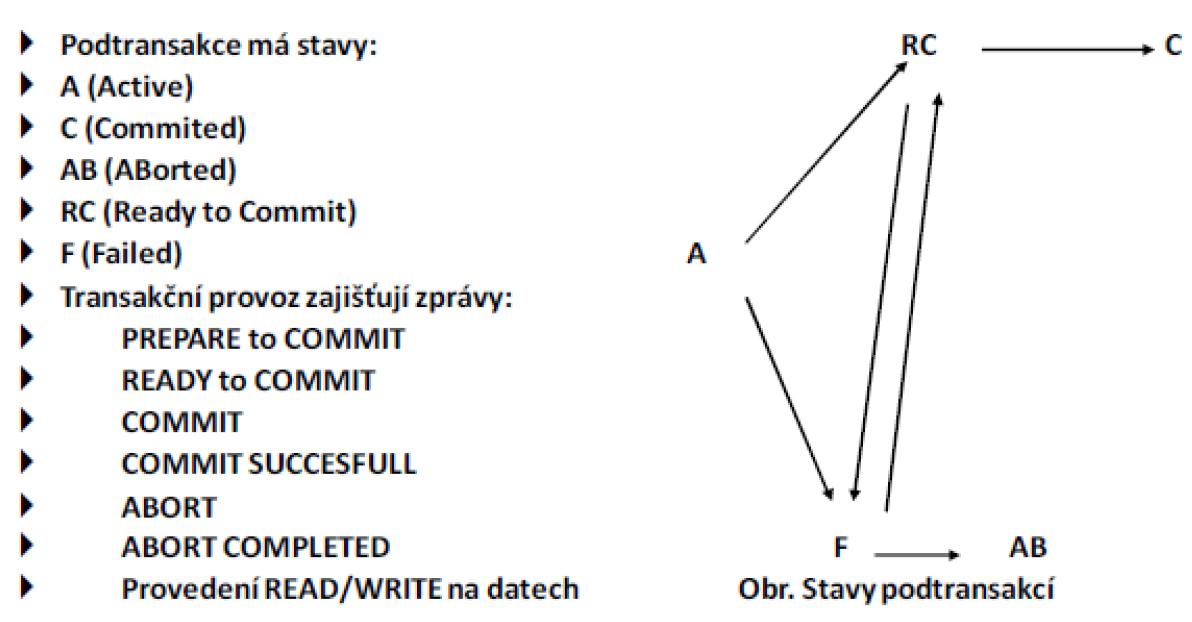 Podtransakce má stavy:
A (Active)
C (Commited)
AB (ABorted)
RC (Ready to Commit)
F (Failed)
Transakční provoz zajišťují zprávy:
PREPARE to COMMIT
READY to COMMIT
COMMIT
COMMIT SUCCESFULL
ABORT
ABORT COMPLETED
Provedení READ/WRITE na datech
RC
C
A
F
AB
Obr. Stavy podtransakcí